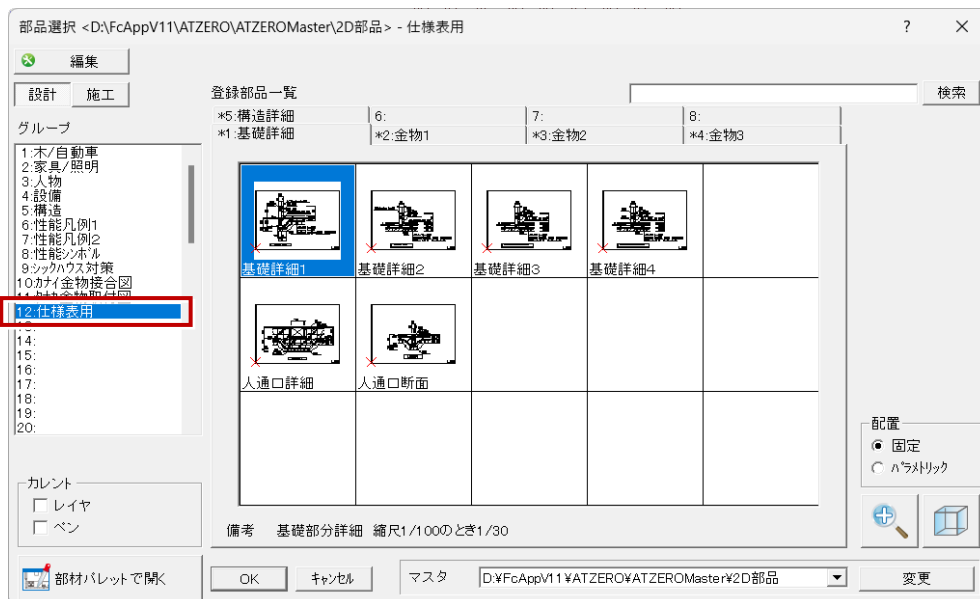 部品選択 <D:\FcAppV11\ATZERO\ATZEROMaster\2D部品> - 仕様表用
編集
設計 施工
登録部品一覧
検索
グループ
*5:構造詳細 6: 7: 8:
*1:基礎詳細 *2:金物1 *3:金物2 *4:金物3
1:木/自動車
2:家具/照明
3:人物
4:設備
5:構造
6:性能凡例1
7:性能凡例2
8:性能シンボル
9:シックハウス対策
10:カナイ金物接合図
11:タナカ金物取付図
12:仕様表用
13:
14:
15:
16:
17:
18:
19:
20:
基礎詳細1 基礎詳細2 基礎詳細3 基礎詳細4
人通口詳細 人通口断面
備考 基礎部分詳細 縮尺1/100のとき1/30
配置
固定
パラメトリック
カレント
レイヤ
ペン
部材パレットで開く
OK キャンセル マスタ D:¥FcAppV11¥ATZERO¥ATZEROMaster¥2D部品 変更